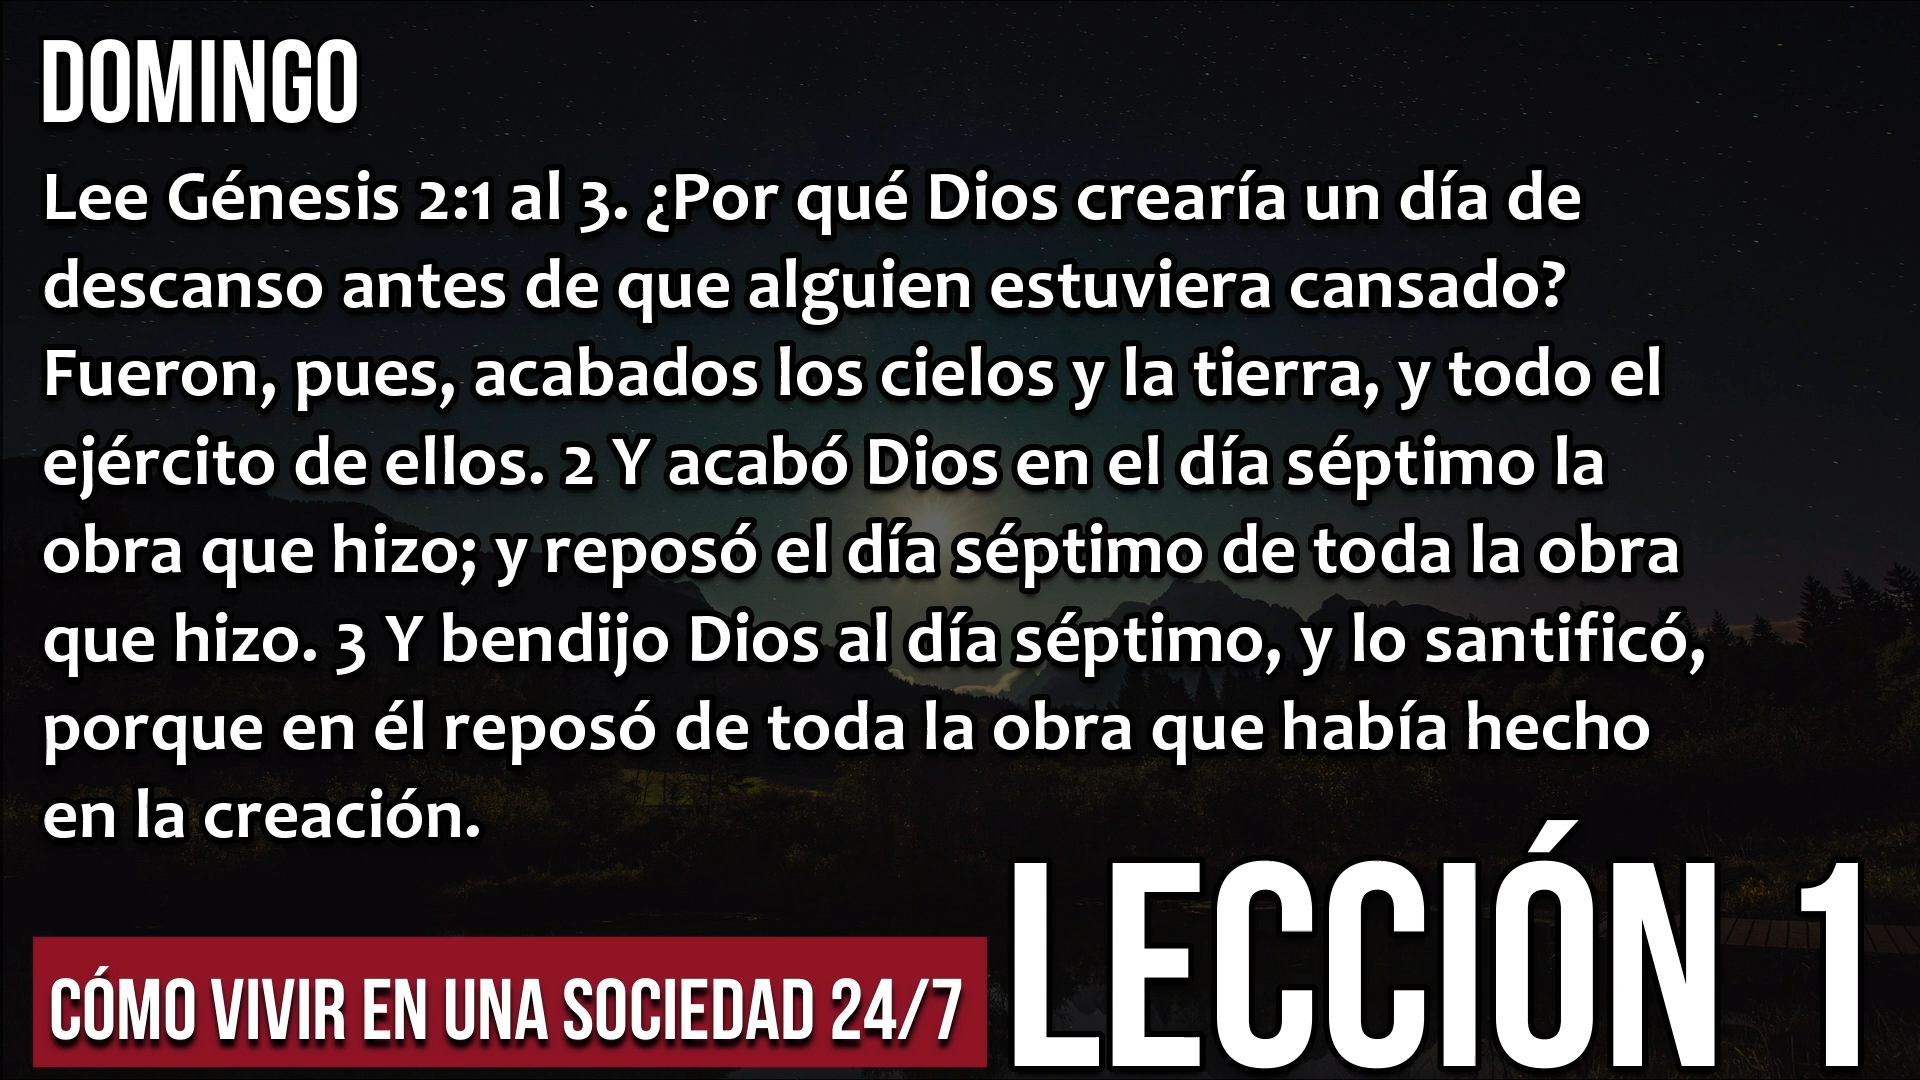 DOMINGO
Lee Génesis 2:1 al 3. ¿Por qué Dios crearía un día de
descanso antes de que alguien estuviera cansado?
Fueron, pues, acabados los cielos y la tierra, y todo el
ejército de ellos. 2 Y acabó Dios en el día séptimo la
obra que hizo; y reposó el día séptimo de toda la obra
que hizo. 3 Y bendijo Dios al día séptimo, y lo santificó,
porque en él reposó de toda la obra que había hecho
en la creación.
CÓMO VIVIR EN UNA SOCIEDAD 24/7
LECCIÓN 1